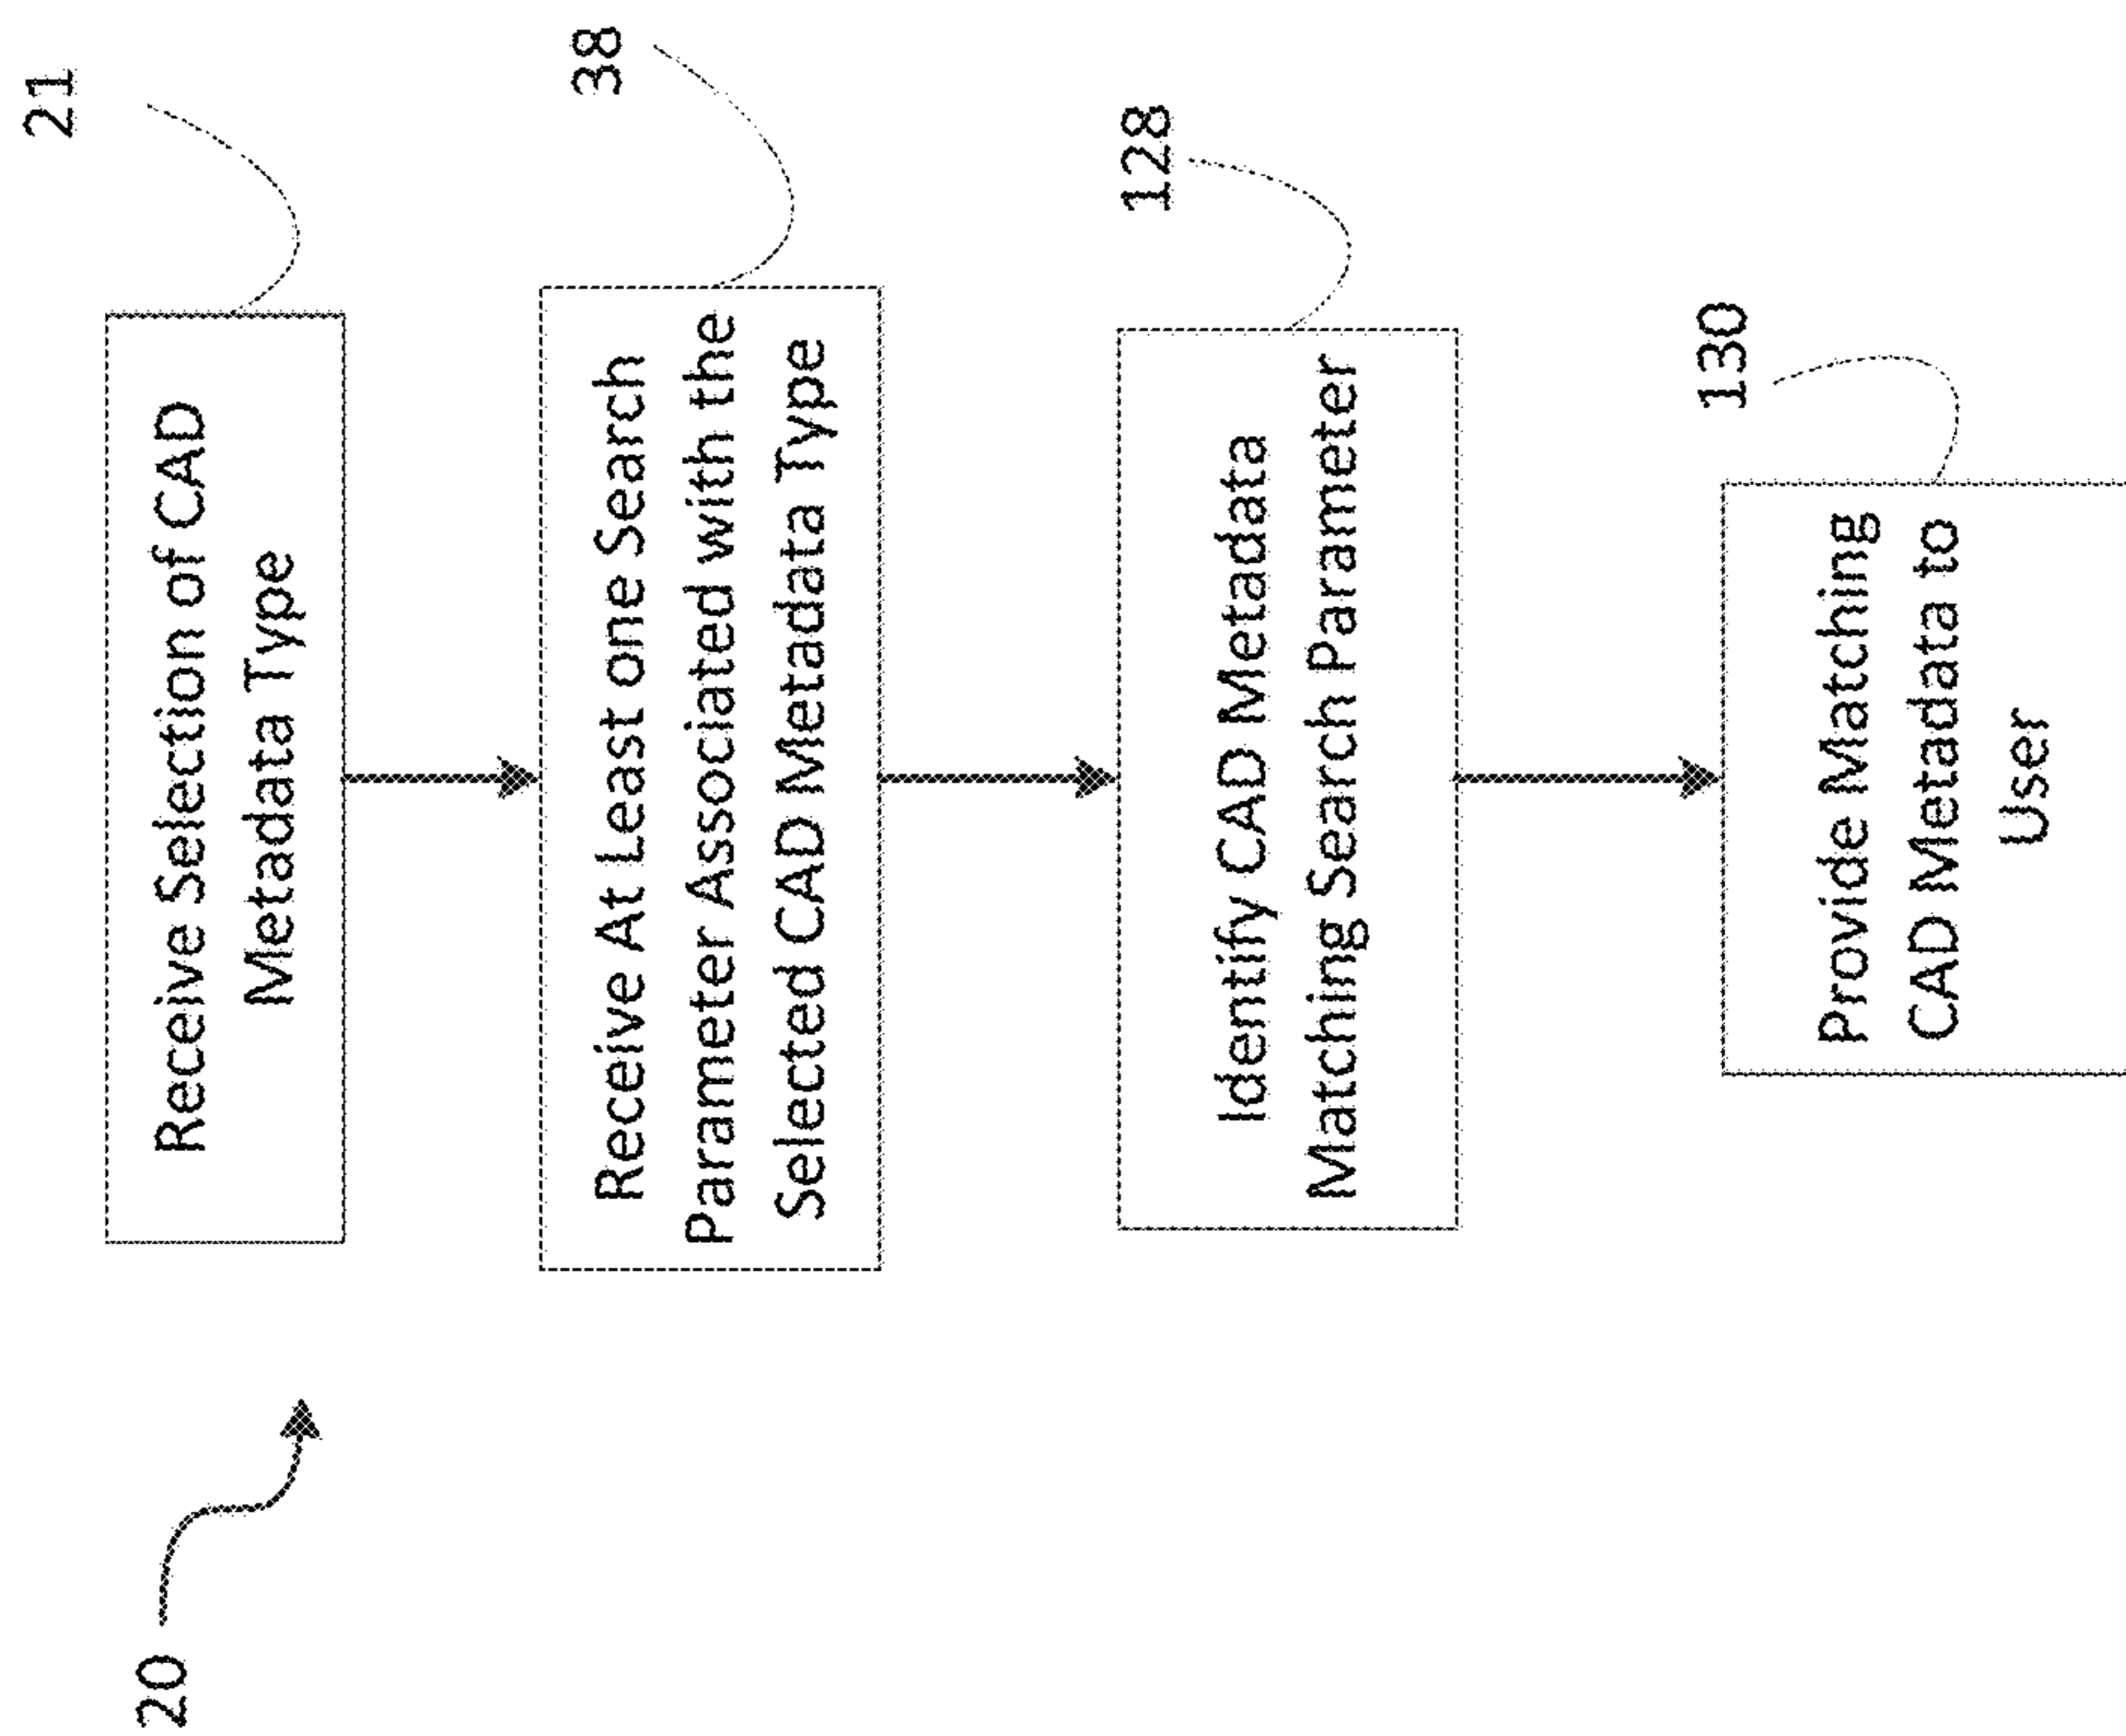 20
21
Receive Selection of CAD
Metadata Type
38
Receive At Least one Search
Parameter Associated with the
Selected CAD Metadata Type
128
Identify CAD Metadata
Matching Search Parameter
130
Provide Matching
CAD Metadata to
User